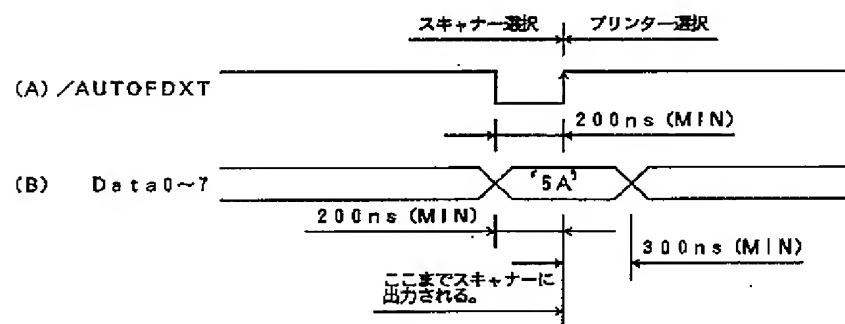 スキャナー選択 プリンター選択
(A)/AUTOFDXT
200ns(MIN)
(B) Data0~7 "5A"
200ns(MIN)
300ns(MIN)
ここまでスキャナーに
出力される。